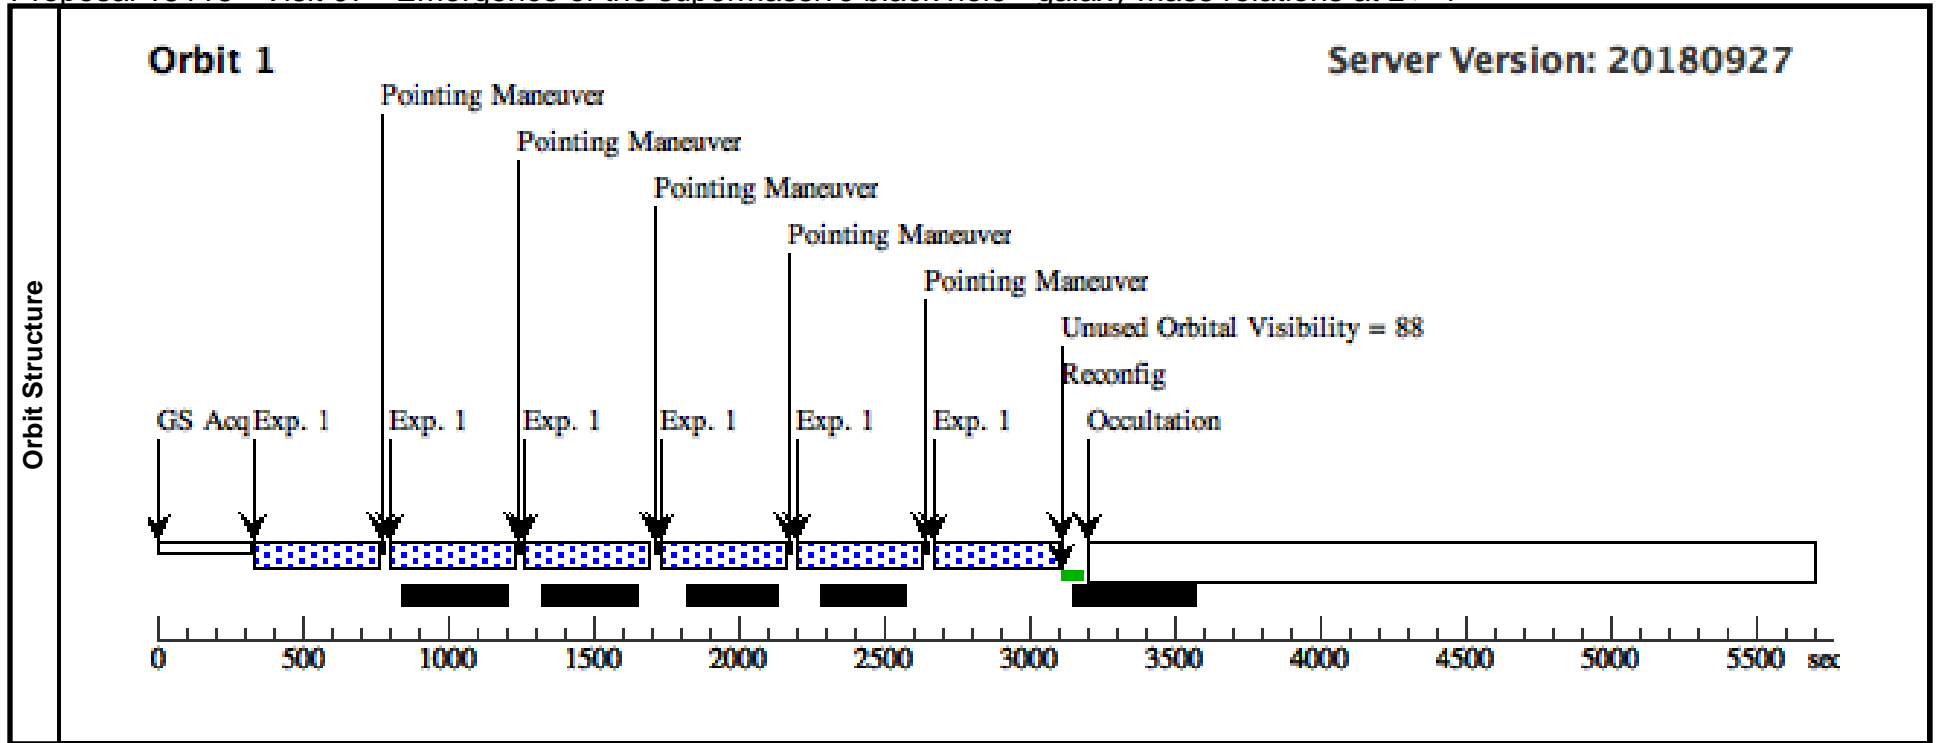 Orbit 1
Server Version: 20180927
Pointing Maneuver
Pointing Maneuver
Pointing Maneuver
Pointing Maneuver
Pointing Maneuver
Unused Orbital Visibility = 88
Reconfig
GS Acq Exp. 1 Exp. 1 Exp. 1 Exp. 1 Exp. 1 Exp. 1 Occultation
Orbit Structure
0 500 1000 1500 2000 2500 3000 3500 4000 4500 5000 5500 sec